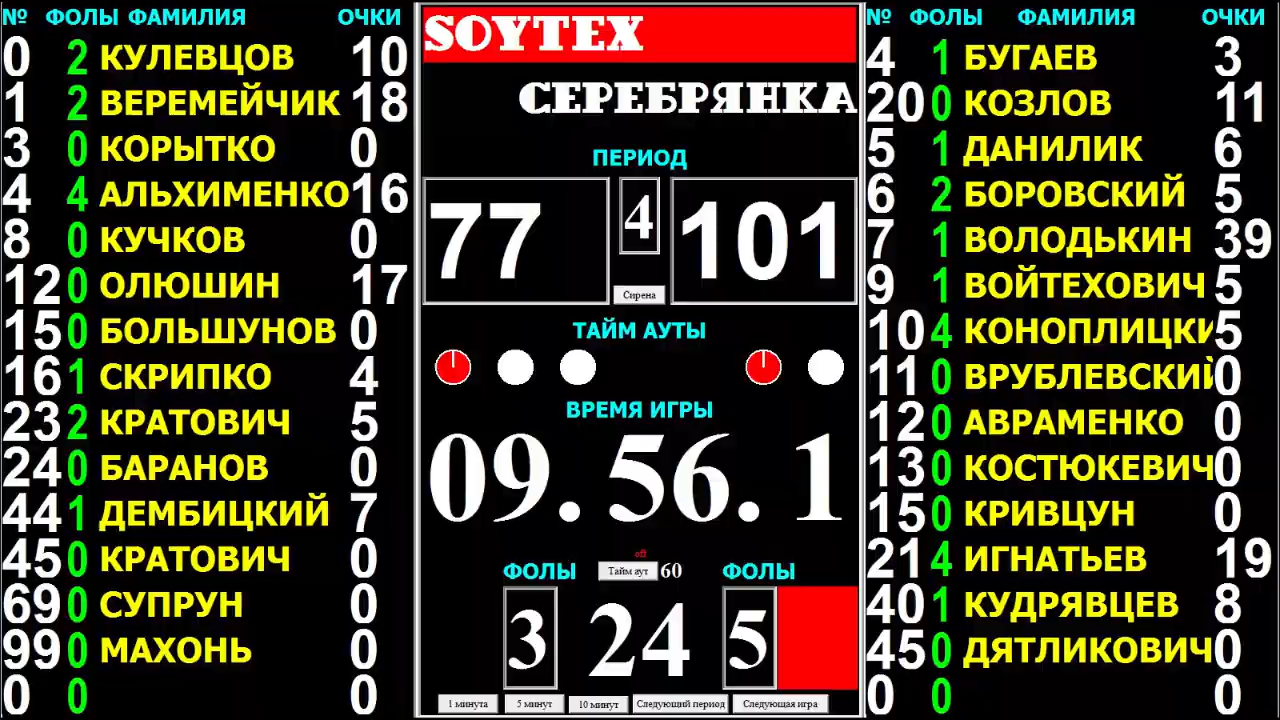 № ФОЛЫ ФАМИЛИЯ ОЧКИ
0 2 КУЛЕВЦОВ 10
1 2 ВЕРЕМЕЙЧИК 18
3 0 КОРЫТКО 0
4 4 АЛЬХИМЕНКО 16
8 0 КУЧКОВ 0
12 0 ОЛЮШИН 17
15 0 БОЛЬШУНОВ 0
16 1 СКРИПКО 4
23 2 КРАТОВИЧ 5
24 0 БАРАНОВ 0
44 1 ДЕМБИЦКИЙ 7
45 0 КРАТОВИЧ 0
69 0 СУПРУН 0
99 0 МАХОНЬ 0
0 0 0
SOYTEX
СЕРЕБРЯНКА
ПЕРИОД
77 4 101
Сирена
ТАЙМ АУТЫ
ВРЕМЯ ИГРЫ
09. 56. 1
off
ФОЛЫ Тайм аут 60 ФОЛЫ
3 24 5
1 минута 5 минут 10 минут Следующий период Следующая игра
№ ФОЛЫ ФАМИЛИЯ ОЧКИ
4 1 БУГАЕВ 3
20 0 КОЗЛОВ 11
5 1 ДАНИЛИК 6
6 2 БОРОВСКИЙ 5
7 1 ВОЛОДЬКИН 39
9 1 ВОЙТЕХОВИЧ 5
10 4 КОНОПЛИЦКИ 5
11 0 ВРУБЛЕВСКИЙ 0
12 0 АВРАМЕНКО 0
13 0 КОСТЮКЕВИЧ 0
15 0 КРИВЦУН 0
21 4 ИГНАТЬЕВ 19
40 1 КУДРЯВЦЕВ 8
45 0 ДЯТЛИКОВИЧ 0
0 0 0